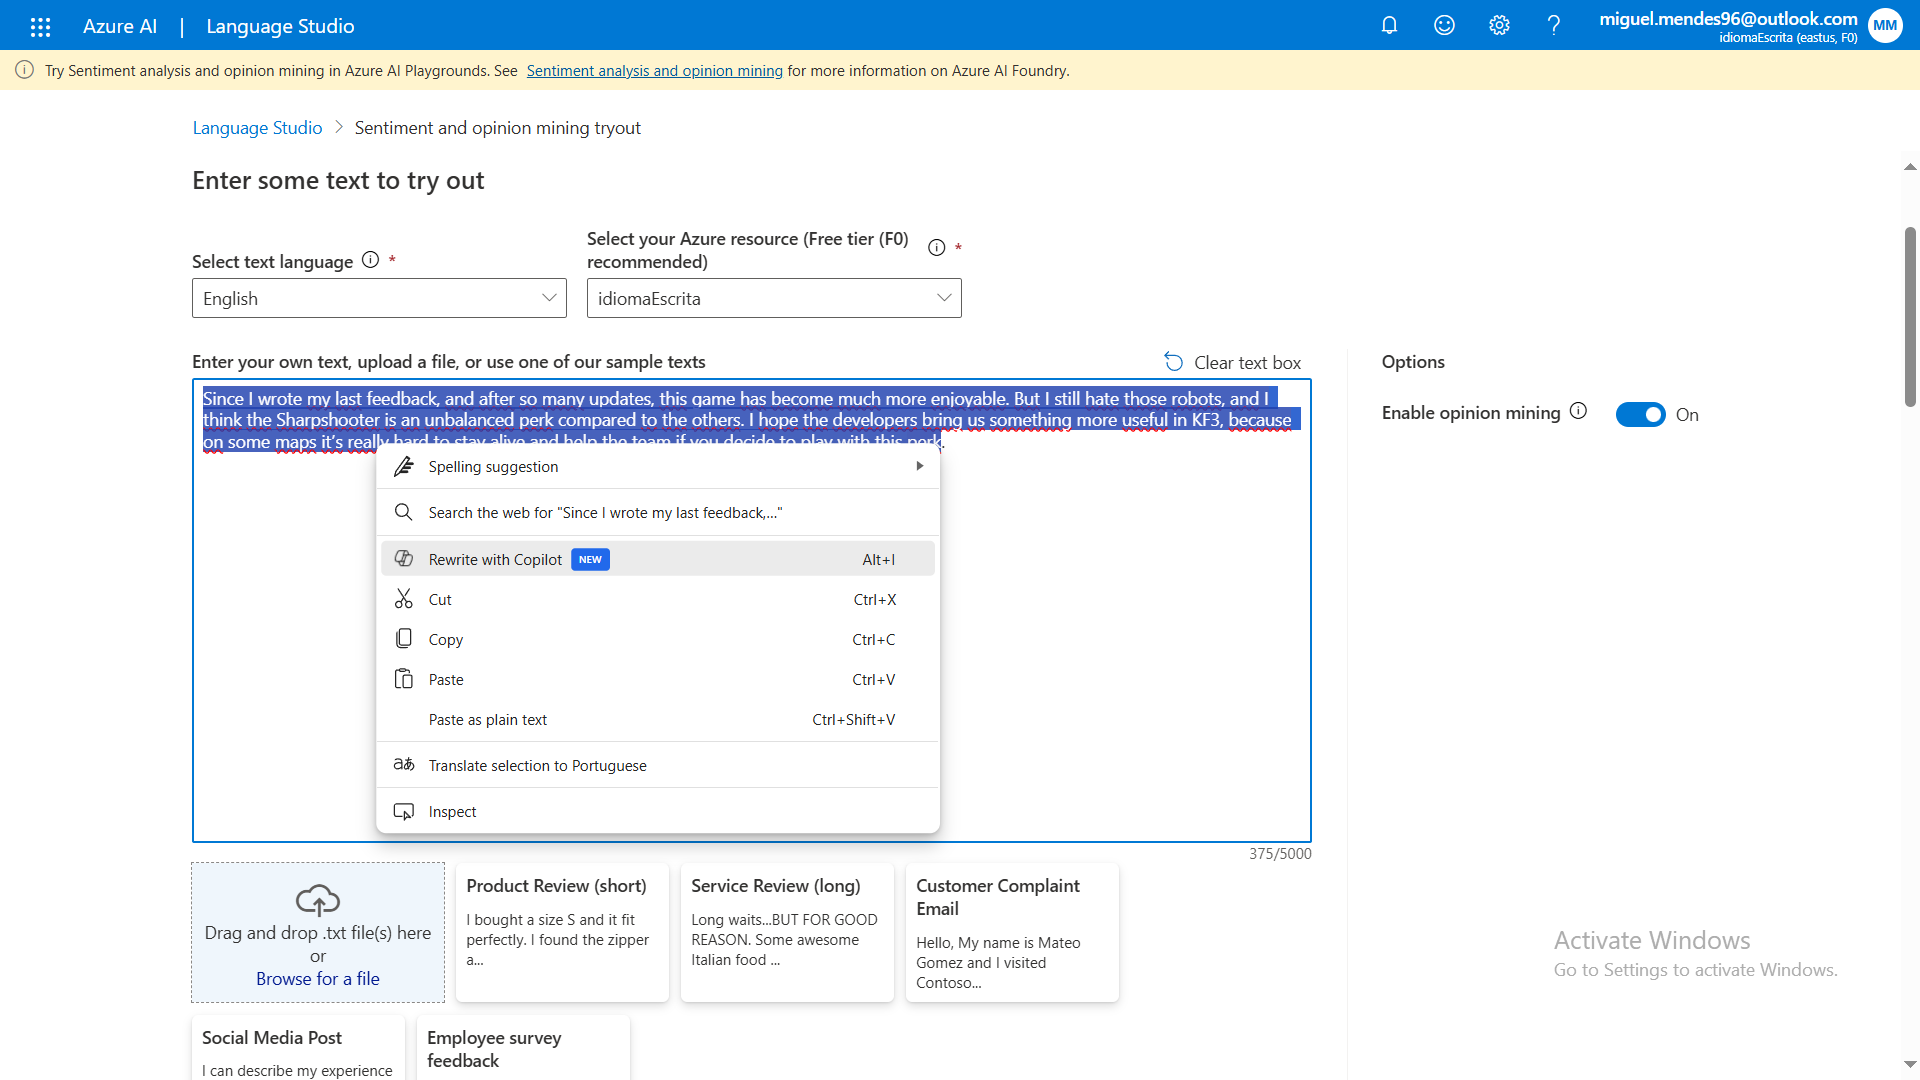 Azure AI | Language Studio
miguel.mendes96@outlook.com
idiomaEscrita (eastus, F0)
MM
Try Sentiment analysis and opinion mining in Azure AI Playgrounds. See Sentiment analysis and opinion mining for more information on Azure AI Foundry.
Language Studio > Sentiment and opinion mining tryout
Enter some text to try out
Select text language *
Select your Azure resource (Free tier (F0)
recommended) *
English
idiomaEscrita
Enter your own text, upload a file, or use one of our sample texts
Clear text box
Options
Since I wrote my last feedback, and after so many updates, this game has become much more enjoyable. But I still hate those robots, and I
think the Sharpshooter is an unbalanced perk compared to the others. I hope the developers bring us something more useful in KF3, because
on some maps it's really hard to stay alive and help the team if you decide to play with this perk.
Enable opinion mining
On
Spelling suggestion
Search the web for "Since I wrote my last feedback,..."
Rewrite with Copilot NEW Alt+I
Cut Ctrl+X
Copy Ctrl+C
Paste Ctrl+V
Paste as plain text Ctrl+Shift+V
Translate selection to Portuguese
Inspect
375/5000
Drag and drop .txt file(s) here
or
Browse for a file
Product Review (short)
I bought a size S and it fit
perfectly. I found the zipper
a...
Service Review (long)
Long waits...BUT FOR GOOD
REASON. Some awesome
Italian food ...
Customer Complaint
Email
Hello, My name is Mateo
Gomez and I visited
Contoso...
Social Media Post
I can describe my experience
Employee survey
feedback
Activate Windows
Go to Settings to activate Windows.